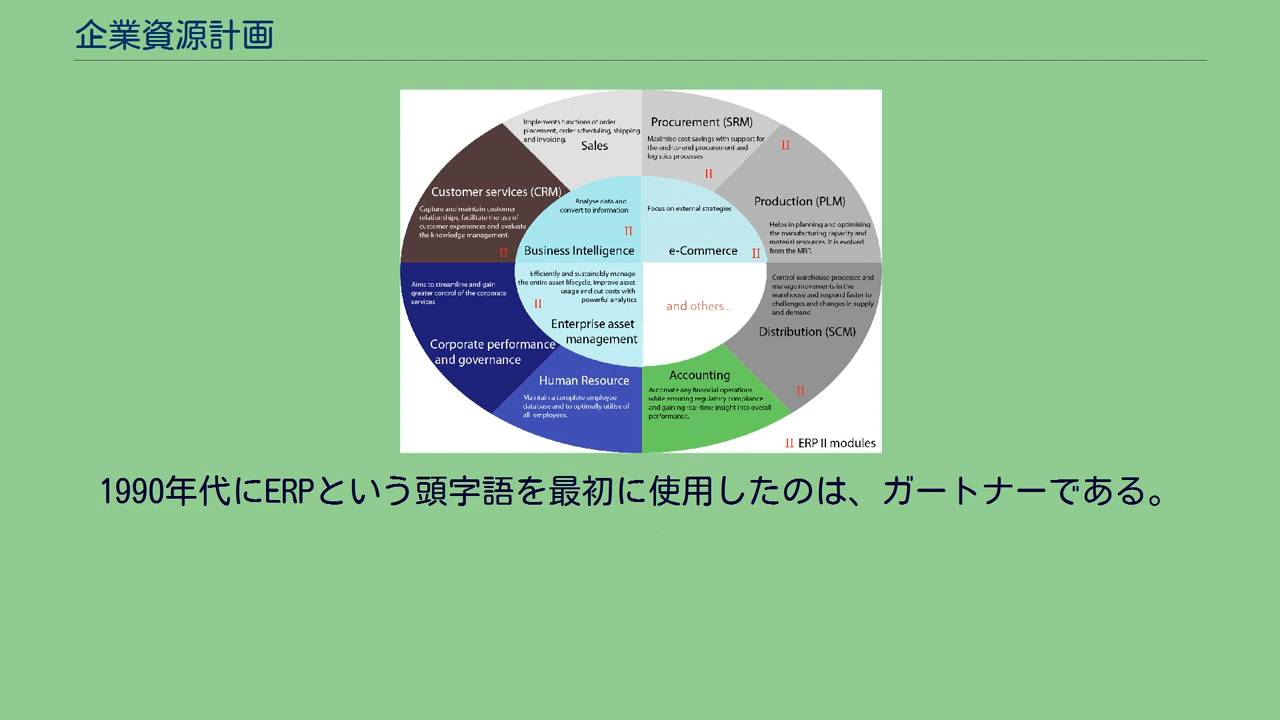 企業資源計画
Implements functions of order
placement, order scheduling, shipping
and invoicing.
Sales
Procurement (SRM)
Maximise cost savings with support for
the end-to-end procurement and
logistics processes
II
II
Production (PLM)
Helps in planning and optimising
the manufacturing capacity and
material resources. It is evolved
from the MRP.
Customer services (CRM)
Capture and maintain customer
relationships, facilitate the use of
customer experiences and evaluate
the knowledge management.
II
Analyse data and
convert to information
II
Business Intelligence
Focus on external strategies
e-Commerce
II
Aims to streamline and gain
greater control of the corporate
services
Corporate performance
and governance
Efficiently and sustainably manage
the entire asset lifecycle, improve asset
usage and cut costs with
powerful analytics
II
Enterprise asset
management
and others...
Control warehouse processes and
manage movements in the
warehouse and respond faster to
challenges and changes in supply
and demand
Distribution (SCM)
II
Human Resource
Maintain a complete employee
database and to optimally utilise of
all employees.
Accounting
Automate any financial operations
while ensuring regulatory compliance
and gaining real-time insight into overall
performance.
II ERP II modules
1990年代にERPという頭字語を最初に使用したのは、ガートナーである。